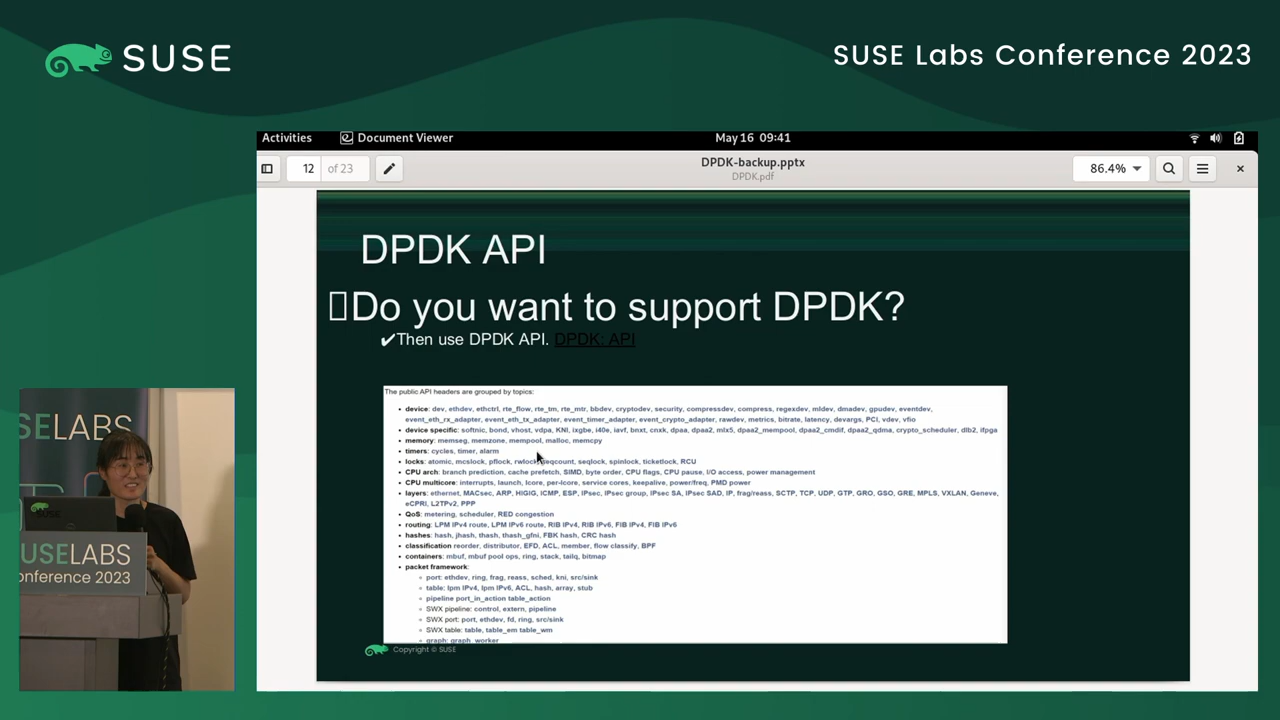 SUSE
SUSE Labs Conference 2023
Activities
Document Viewer
May 16 09:41
12 of 23
DPDK-backup.pptx
DPDK.pdf
86.4%
DPDK API
Do you want to support DPDK?
✔Then use DPDK API. DPDK: API
The public API headers are grouped by topics:
• device: dev, ethdev, ethctrl, rte_flow, rte_tm, rte_mtr, bbdev, cryptodev, security, compressdev, compress, regexdev, mldev, dmadev, gpudev, eventdev,
event_eth_rx_adapter, event_eth_tx_adapter, event_timer_adapter, event_crypto_adapter, rawdev, metrics, bitrate, latency, devargs, PCI, vdev, vfio
• device specific: softnic, bond, vhost, vdpa, KNI, ixgbe, i40e, iavf, bnxt, cnxk, dpaa, dpaa2, mlx5, dpaa2_mempool, dpaa2_cmdif, dpaa2_qdma, crypto_scheduler, dlb2, ifpga
• memory: memseg, memzone, mempool, malloc, memcpy
• timers: cycles, timer, alarm
• locks: atomic, mcslock, pflock, rwlock, seqcount, seqlock, spinlock, ticketlock, RCU
• CPU arch: branch prediction, cache prefetch, SIMD, byte order, CPU flags, CPU pause, I/O access, power management
• CPU multicore: interrupts, launch, lcore, per-lcore, service cores, keepalive, power/freq, PMD power
• layers: ethernet, MACsec, ARP, HIGIG, ICMP, ESP, IPsec, IPsec group, IPsec SA, IPsec SAD, IP, frag/reass, SCTP, TCP, UDP, GTP, GRO, GSO, GRE, MPLS, VXLAN, Geneve,
eCPRI, L2TPv2, PPP
• QoS: metering, scheduler, RED congestion
• routing: LPM IPv4 route, LPM IPv6 route, RIB IPv4, RIB IPv6, FIB IPv4, FIB IPv6
• hashes: hash, jhash, thash, thash_gfni, FBK hash, CRC hash
• classification reorder, distributor, EFD, ACL, member, flow classify, BPF
• containers: mbuf, mbuf pool ops, ring, stack, tailq, bitmap
• packet framework:
port: ethdev, ring, frag, reass, sched, kni, src/sink
table: lpm IPv4, lpm IPv6, ACL, hash, array, stub
pipeline port_in_action table_action
SWX pipeline: control, extern, pipeline
SWX port: port, ethdev, fd, ring, src/sink
SWX table: table, table_em table_wm
graph: graph_worker
Copyright © SUSE
SELABS
USELABS
onference 2023